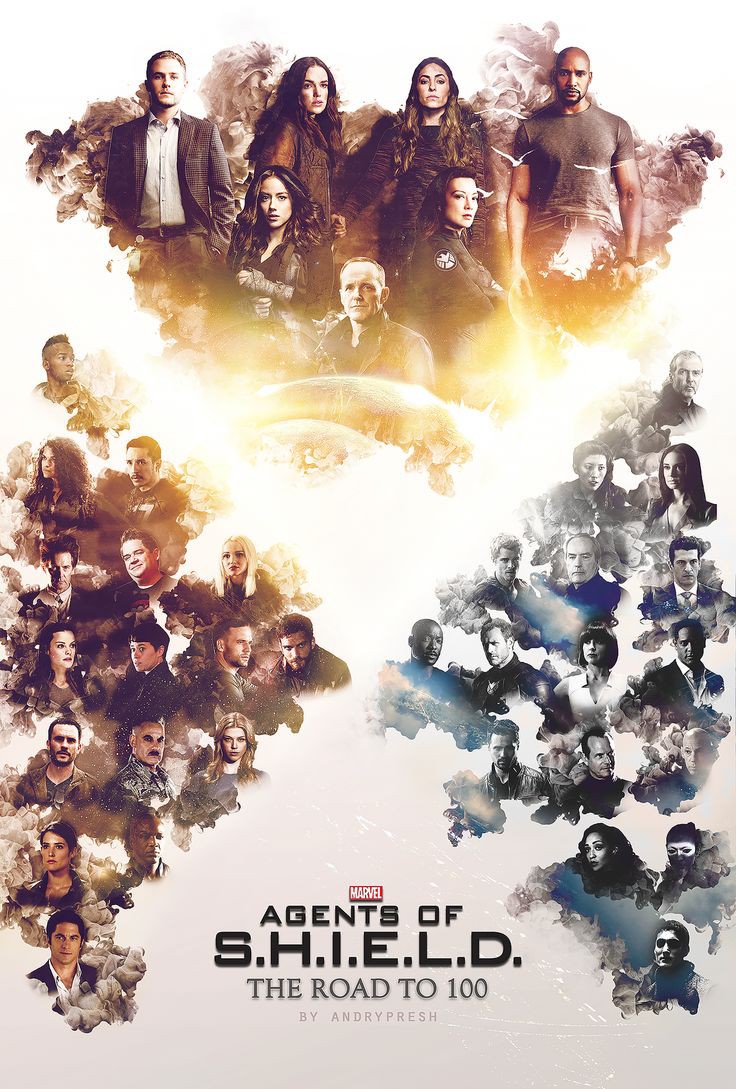 MARVEL
AGENTS OF
S.H.I.E.L.D.
THE ROAD TO 100
BY ANDRYPRESH